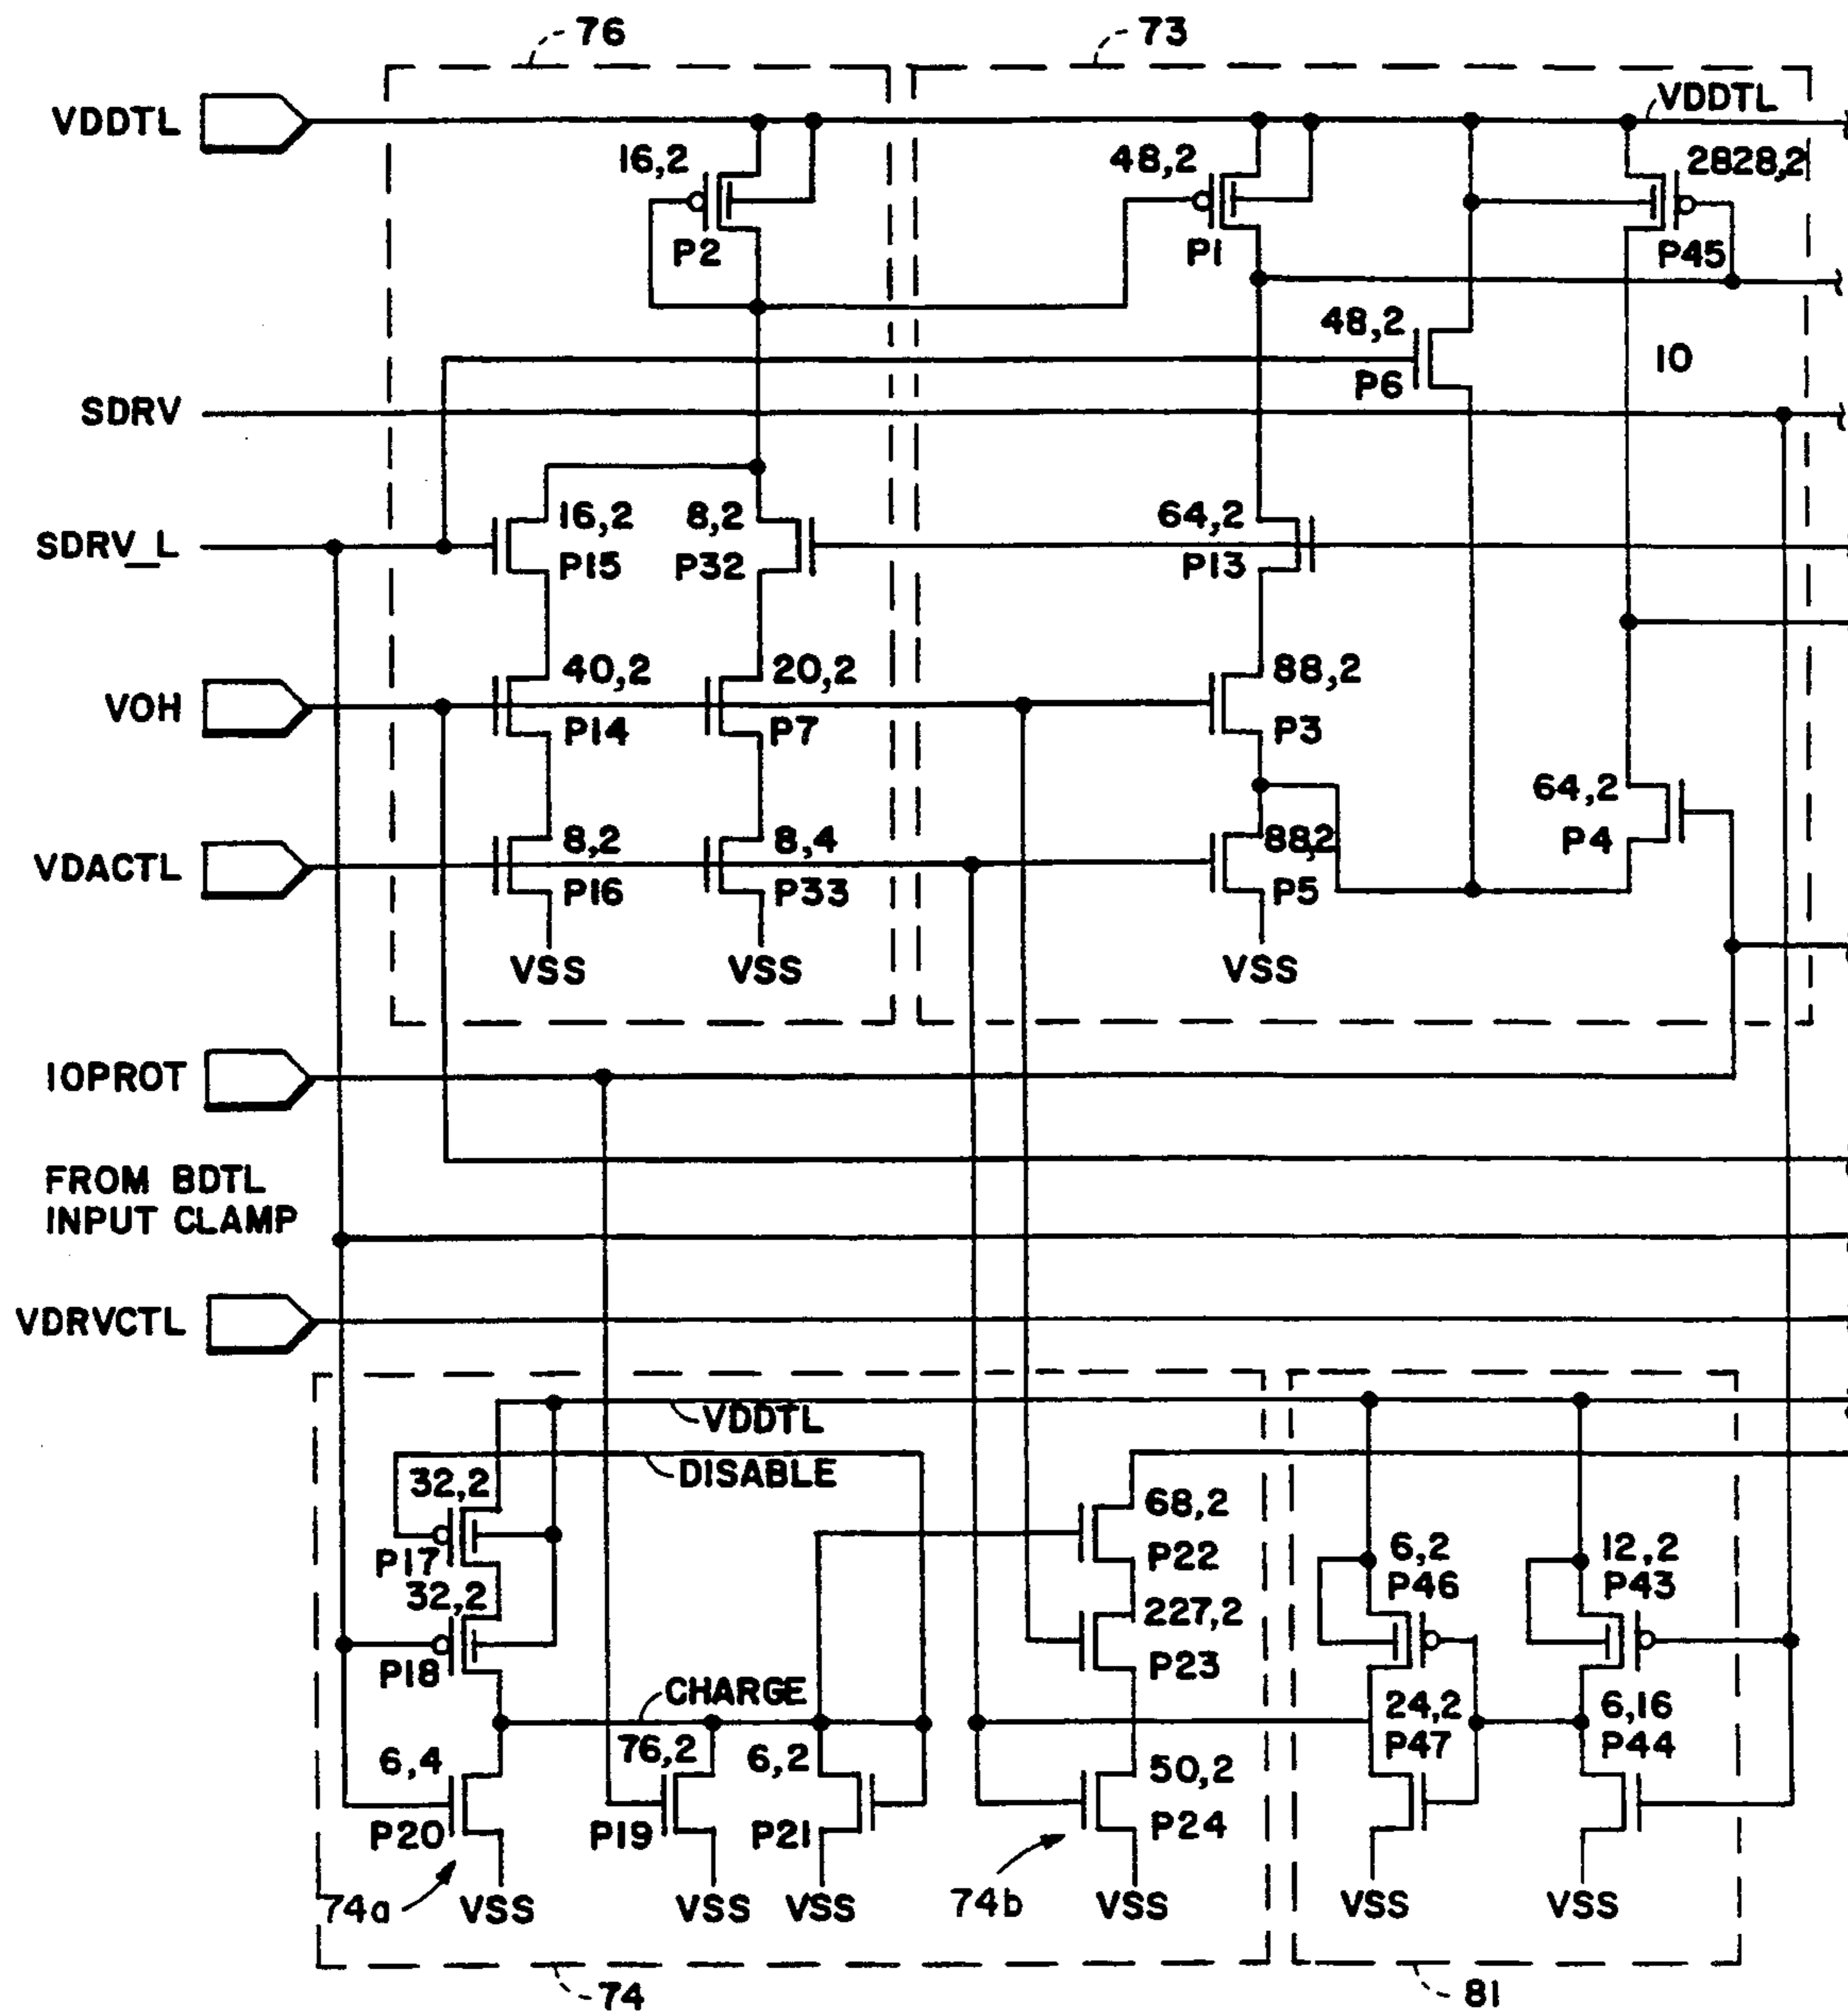 76
73
VDDTL
VDDTL
16,2
P2
48,2
P1
2828,2
P45
48,2
P6
10
SDRV
SDRV_L
16,2
P15
8,2
P32
64,2
P13
VOH
40,2
P14
20,2
P7
88,2
P3
64,2
P4
VDACTL
8,2
P16
8,4
P33
88,2
P5
VSS
VSS
VSS
IOPROT
FROM BDTL
INPUT CLAMP
VDRVCTL
VDDTL
DISABLE
32,2
P17
68,2
P22
6,2
P46
12,2
P43
32,2
P18
227,2
P23
CHARGE
24,2
P47
6,16
P44
6,4
P20
76,2
P19
6,2
P21
50,2
P24
74a
VSS
VSS
VSS
74b
VSS
VSS
VSS
74
81